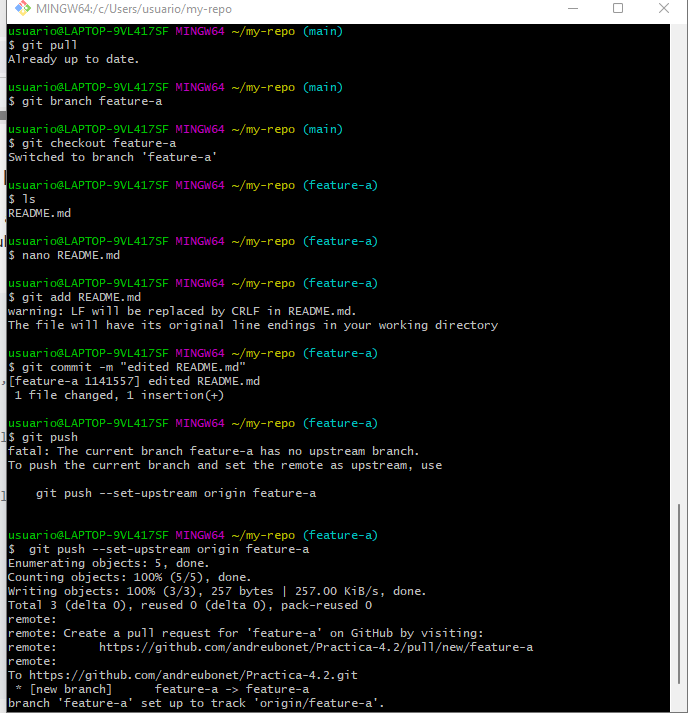 MINGW64:/c/Users/usuario/my-repo
usuario@LAPTOP-9VL417SF MINGW64 ~/my-repo (main)
$ git pull
Already up to date.
usuario@LAPTOP-9VL417SF MINGW64 ~/my-repo (main)
$ git branch feature-a
usuario@LAPTOP-9VL417SF MINGW64 ~/my-repo (main)
$ git checkout feature-a
Switched to branch 'feature-a'
usuario@LAPTOP-9VL417SF MINGW64 ~/my-repo (feature-a)
$ ls
README.md
usuario@LAPTOP-9VL417SF MINGW64 ~/my-repo (feature-a)
$ nano README.md
usuario@LAPTOP-9VL417SF MINGW64 ~/my-repo (feature-a)
$ git add README.md
warning: LF will be replaced by CRLF in README.md.
The file will have its original line endings in your working directory
usuario@LAPTOP-9VL417SF MINGW64 ~/my-repo (feature-a)
$ git commit -m "edited README.md"
[feature-a 1141557] edited README.md
 1 file changed, 1 insertion(+)
usuario@LAPTOP-9VL417SF MINGW64 ~/my-repo (feature-a)
$ git push
fatal: The current branch feature-a has no upstream branch.
To push the current branch and set the remote as upstream, use
    git push --set-upstream origin feature-a
usuario@LAPTOP-9VL417SF MINGW64 ~/my-repo (feature-a)
$  git push --set-upstream origin feature-a
Enumerating objects: 5, done.
Counting objects: 100% (5/5), done.
Writing objects: 100% (3/3), 257 bytes | 257.00 KiB/s, done.
Total 3 (delta 0), reused 0 (delta 0), pack-reused 0
remote:
remote: Create a pull request for 'feature-a' on GitHub by visiting:
remote:      https://github.com/andreubonet/Practica-4.2/pull/new/feature-a
remote:
To https://github.com/andreubonet/Practica-4.2.git
 * [new branch]      feature-a -> feature-a
branch 'feature-a' set up to track 'origin/feature-a'.